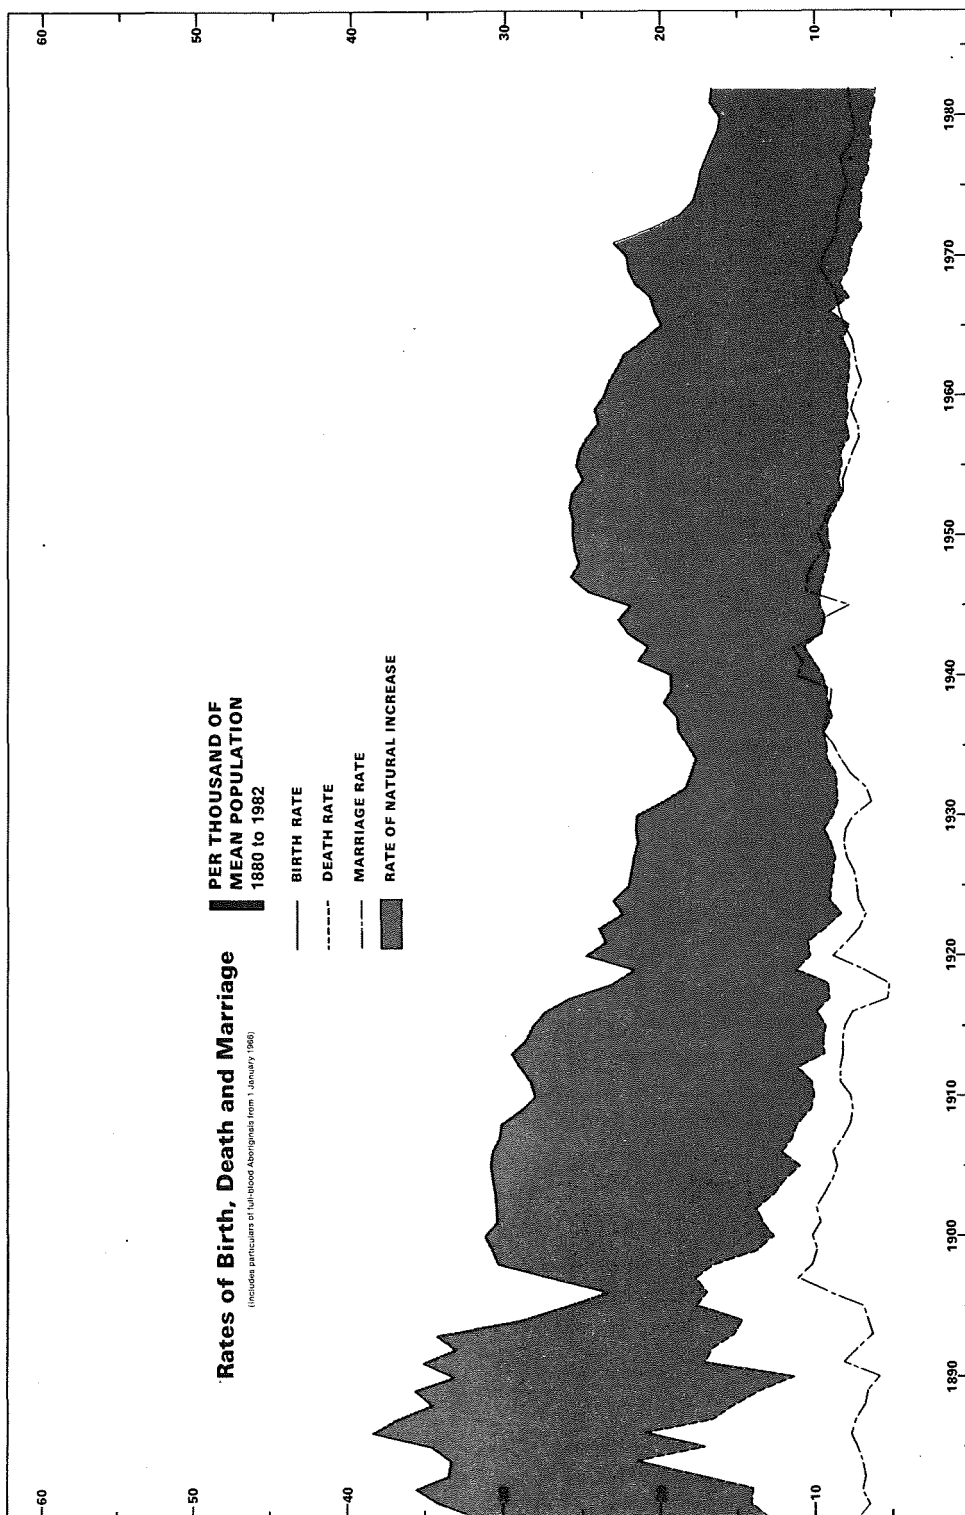 Rates of Birth, Death and Marriage
(Includes particulars of full-blood Aboriginals from 1 January 1966)
PER THOUSAND OF
MEAN POPULATION
1880 to 1982
BIRTH RATE
DEATH RATE
MARRIAGE RATE
RATE OF NATURAL INCREASE
60
50
40
30
20
10
60
50
40
30
20
10
1890
1900
1910
1920
1930
1940
1950
1960
1970
1980